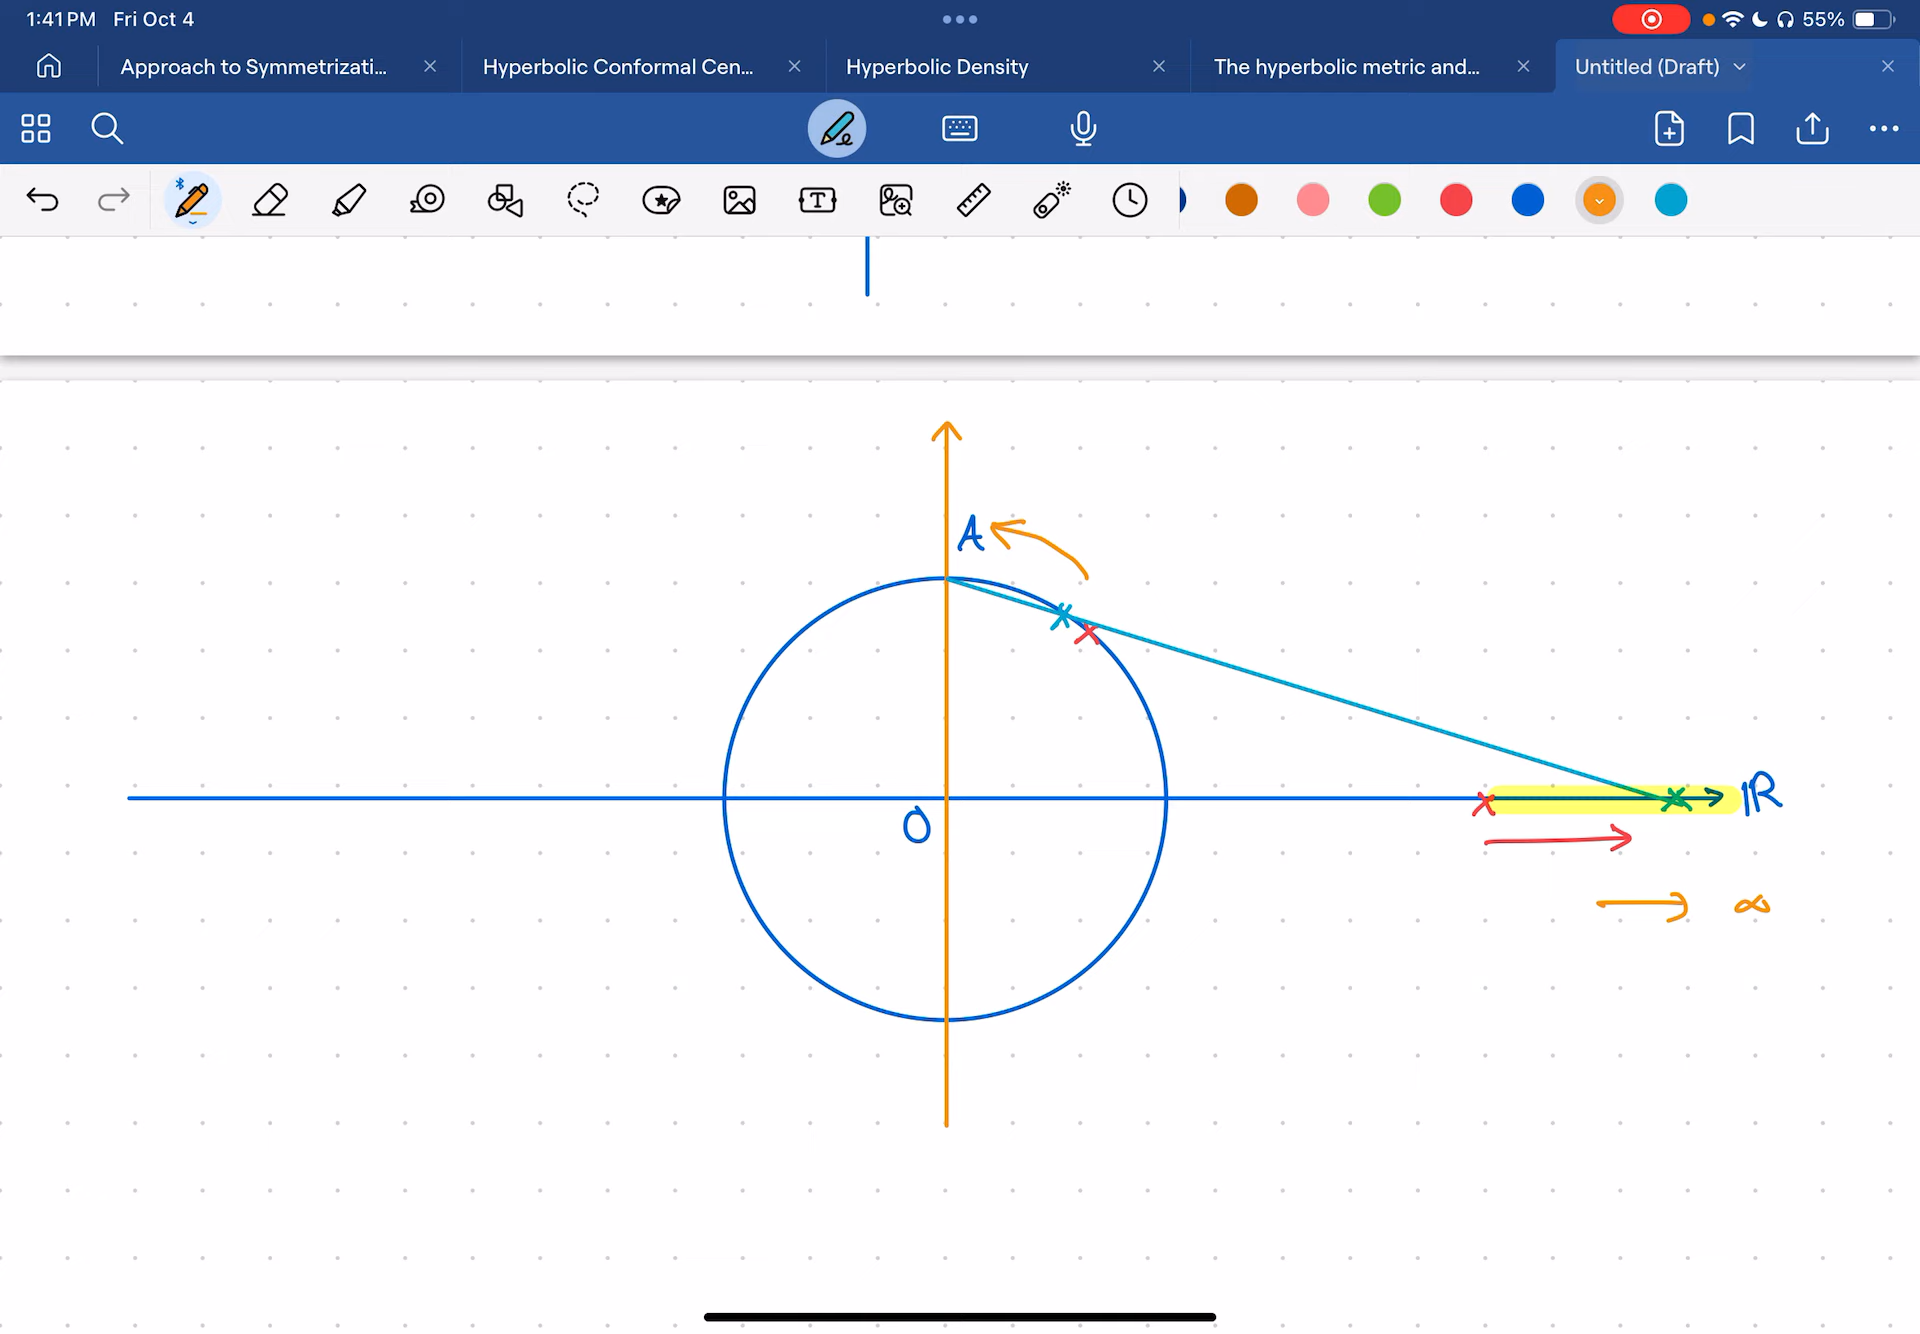 1:41 PM Fri Oct 4
55%
Approach to Symmetrizati...
Hyperbolic Conformal Cen...
Hyperbolic Density
The hyperbolic metric and...
Untitled (Draft)
T
A
O
ℝ
∞